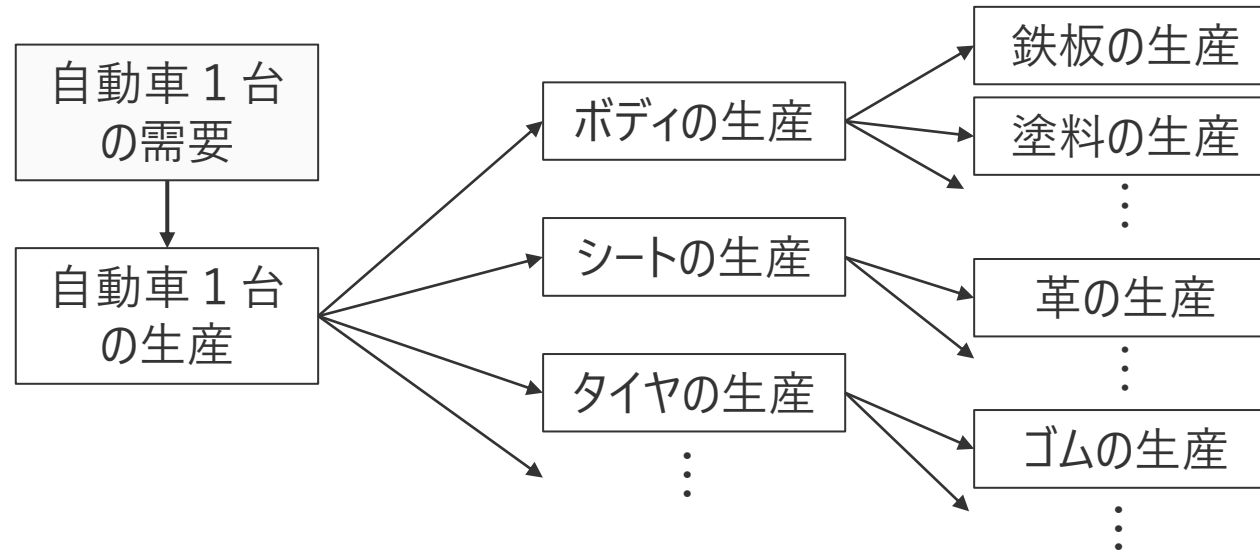 自動車１台
の需要
自動車１台
の生産
ボディの生産
シートの生産
タイヤの生産
⋮
鉄板の生産
塗料の生産
⋮
革の生産
⋮
ゴムの生産
⋮